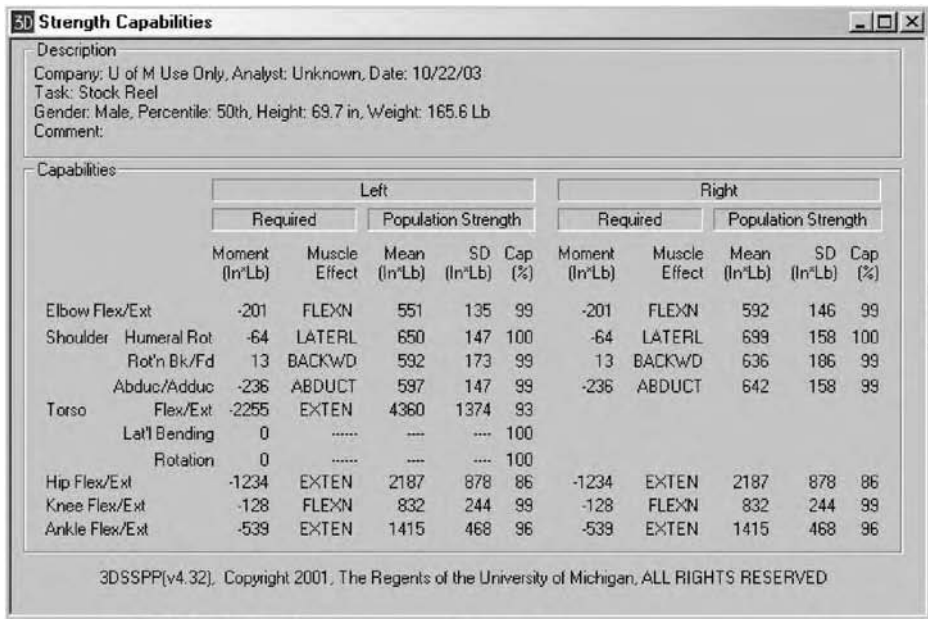 3D Strength Capabilities
Description
Company: U of M Use Only, Analyst: Unknown, Date: 10/22/03
Task: Stock Reel
Gender: Male, Percentile: 50th, Height: 69.7 in, Weight: 165.6 Lb
Comment:
Capabilities
Left Right
Required Population Strength Required Population Strength
Moment Muscle Mean SD Cap Moment Muscle Mean SD Cap
(In*Lb) Effect (In*Lb) (In*Lb) (%) (In*Lb) Effect (In*Lb) (In*Lb) (%)
Elbow Flex/Ext -201 FLEXN 551 135 99 -201 FLEXN 592 146 99
Shoulder Humeral Rot -64 LATERL 650 147 100 -64 LATERL 699 158 100
Rot'n Bk/Fd 13 BACKWD 592 173 99 13 BACKWD 636 186 99
Abduc/Adduc -236 ABDUCT 597 147 99 -236 ABDUCT 642 158 99
Torso Flex/Ext -2255 EXTEN 4360 1374 93
Lat'l Bending 0 ------ ---- ---- 100
Rotation 0 ------ ---- ---- 100
Hip Flex/Ext -1234 EXTEN 2187 878 86 -1234 EXTEN 2187 878 86
Knee Flex/Ext -128 FLEXN 832 244 99 -128 FLEXN 832 244 99
Ankle Flex/Ext -539 EXTEN 1415 468 96 -539 EXTEN 1415 468 96
3DSSPP(v4.32), Copyright 2001, The Regents of the University of Michigan, ALL RIGHTS RESERVED